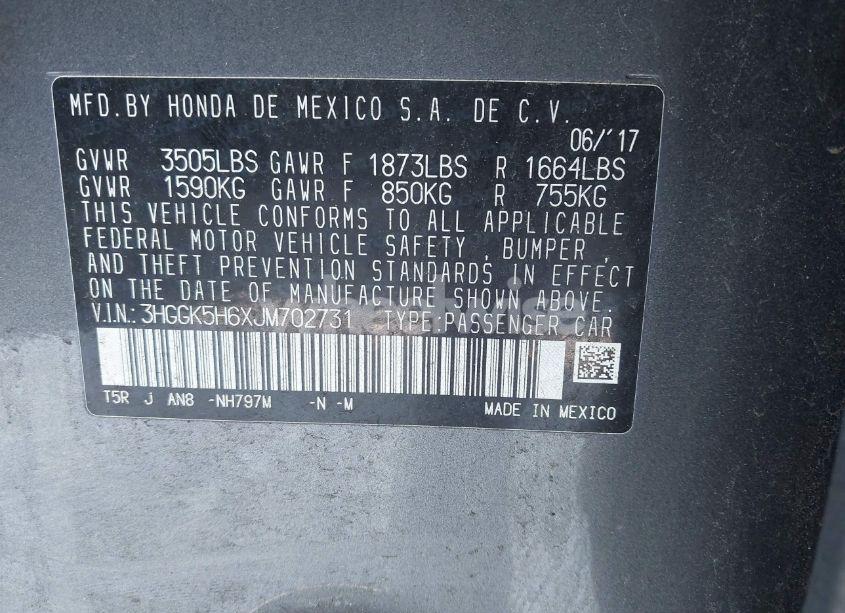 MFD.BY HONDA DE MEXICO S.A. DE C.V.
06/'17
GVWR 3505LBS GAWR F 1873LBS R 1664LBS
GVWR 1590KG GAWR F 850KG R 755KG
THIS VEHICLE CONFORMS TO ALL APPLICABLE
FEDERAL MOTOR VEHICLE SAFETY , BUMPER ,
AND THEFT PREVENTION STANDARDS IN EFFECT
ON THE DATE OF MANUFACTURE SHOWN ABOVE.
V.I.N.: 3HGGK5H6XJM702731 TYPE:PASSENGER CAR
T5R J AN8 -NH797M -N -M MADE IN MEXICO